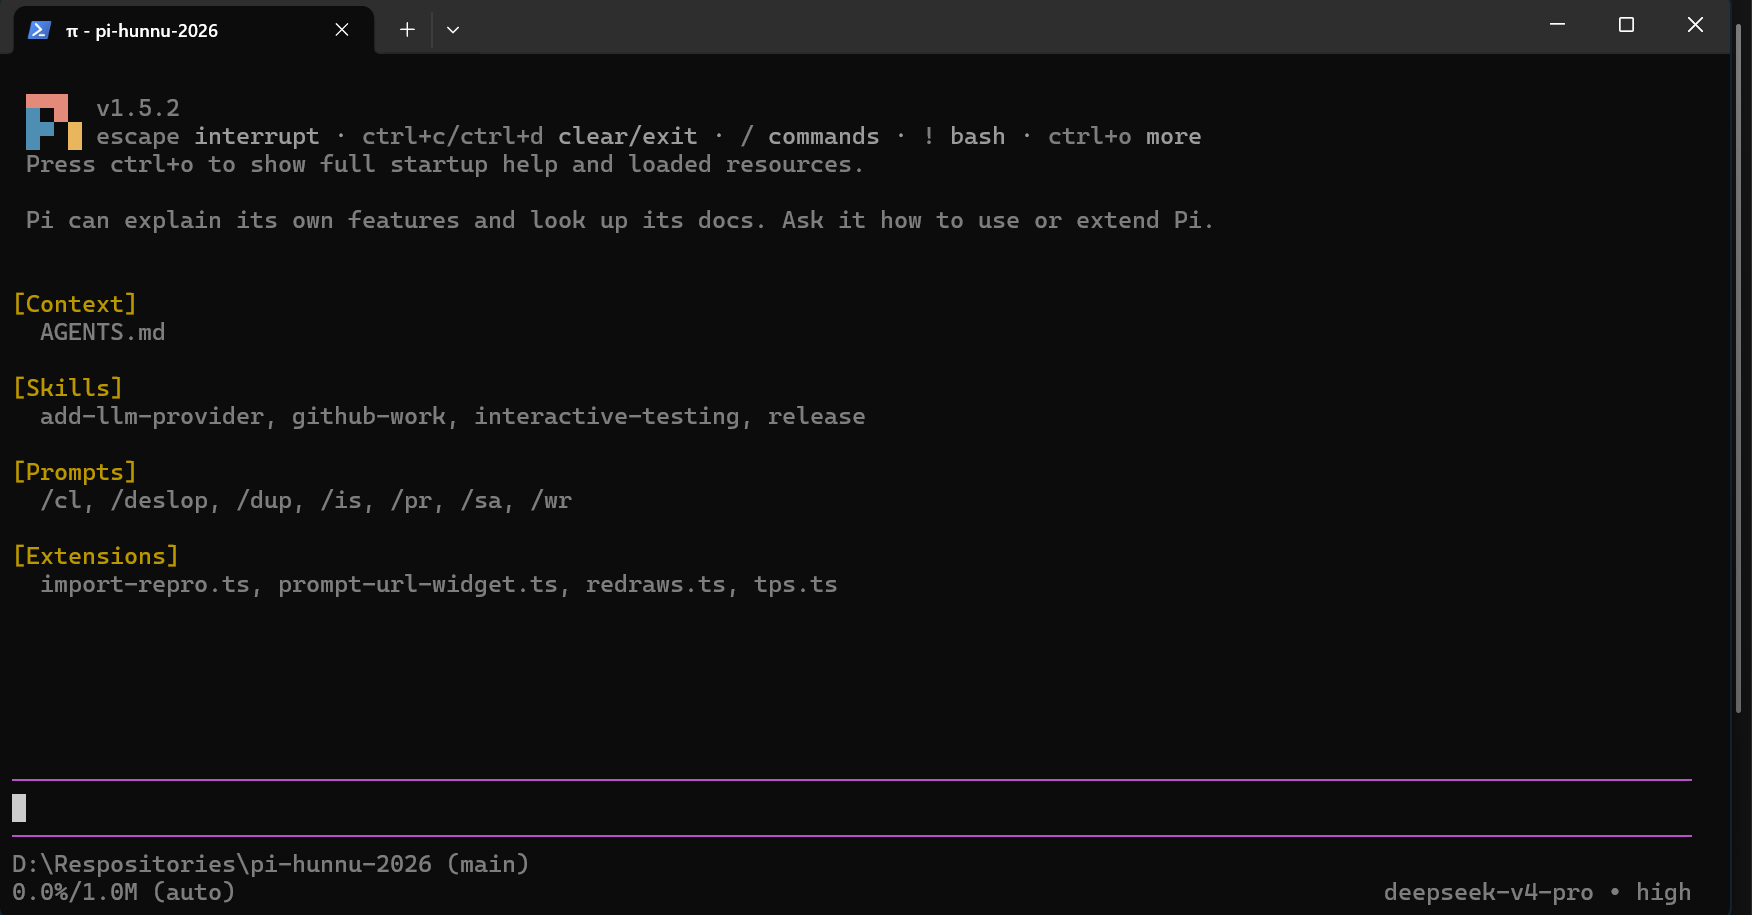 π - pi-hunnu-2026
v1.5.2
escape interrupt · ctrl+c/ctrl+d clear/exit · / commands · ! bash · ctrl+o more
Press ctrl+o to show full startup help and loaded resources.
Pi can explain its own features and look up its docs. Ask it how to use or extend Pi.
[Context]
AGENTS.md
[Skills]
add-llm-provider, github-work, interactive-testing, release
[Prompts]
/cl, /deslop, /dup, /is, /pr, /sa, /wr
[Extensions]
import-repro.ts, prompt-url-widget.ts, redraws.ts, tps.ts
D:\Respositories\pi-hunnu-2026 (main)
0.0%/1.0M (auto) deepseek-v4-pro • high